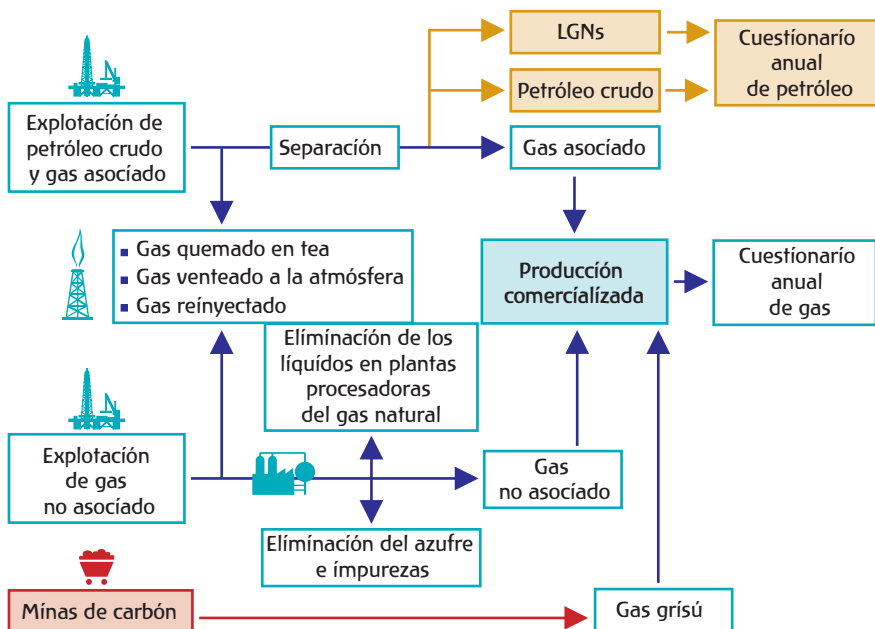 LGNs
Cuestionario
anual
de petróleo
Petróleo crudo
Explotación de
petróleo crudo
y gas asociado
Separación
Gas asociado
Gas quemado en tea
Gas venteado a la atmósfera
Gas reinyectado
Producción
comercializada
Cuestionario
anual
de gas
Eliminación de los
líquidos en plantas
procesadoras
del gas natural
Explotación
de gas
no asociado
Gas
no asociado
Eliminación del azufre
e impurezas
Minas de carbón
Gas grisú